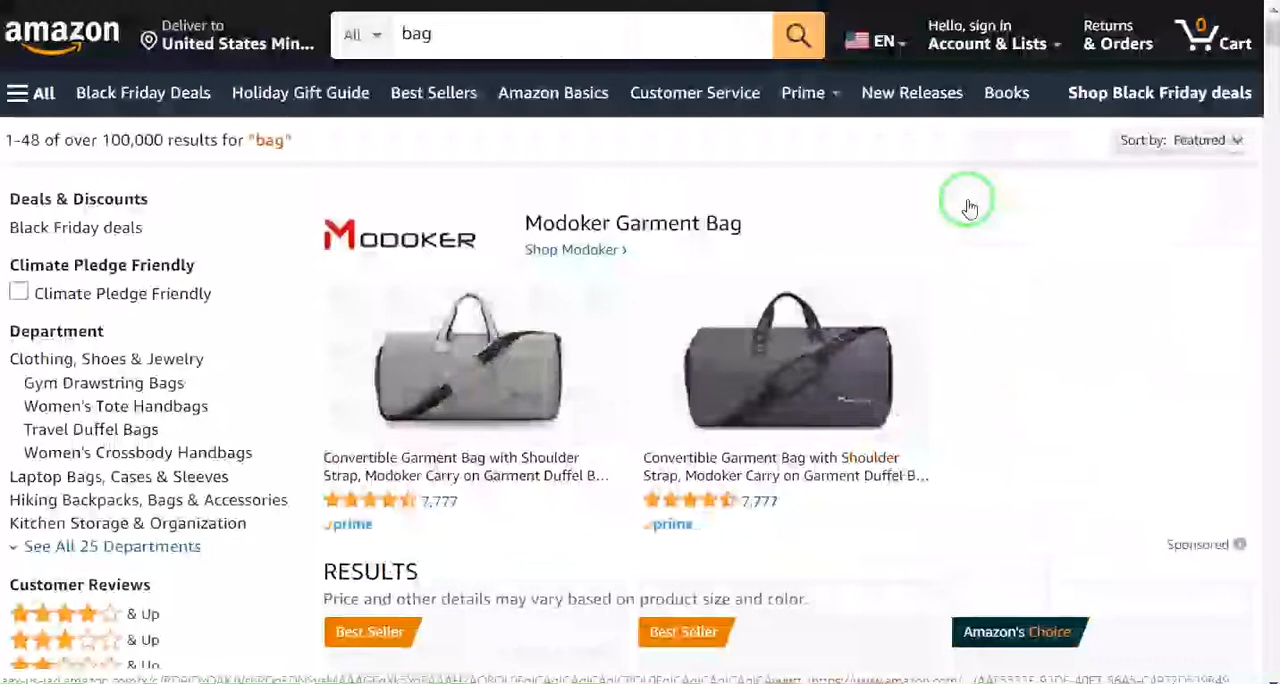 amazon
Deliver to
United States Min...
All
bag
EN
Hello, sign in
Account & Lists
Returns
& Orders
0
Cart
All
Black Friday Deals
Holiday Gift Guide
Best Sellers
Amazon Basics
Customer Service
Prime
New Releases
Books
Shop Black Friday deals
1-48 of over 100,000 results for "bag"
Sort by: Featured
Deals & Discounts
Black Friday deals
Climate Pledge Friendly
Climate Pledge Friendly
Department
Clothing, Shoes & Jewelry
Gym Drawstring Bags
Women's Tote Handbags
Travel Duffel Bags
Women's Crossbody Handbags
Laptop Bags, Cases & Sleeves
Hiking Backpacks, Bags & Accessories
Kitchen Storage & Organization
See All 25 Departments
Customer Reviews
& Up
& Up
& Up
MODOKER
Modoker Garment Bag
Shop Modoker ›
Convertible Garment Bag with Shoulder
Strap, Modoker Carry on Garment Duffel B...
7,777
prime
Convertible Garment Bag with Shoulder
Strap, Modoker Carry on Garment Duffel B...
7,777
prime
Sponsored
RESULTS
Price and other details may vary based on product size and color.
Best Seller
Best Seller
Amazon's Choice